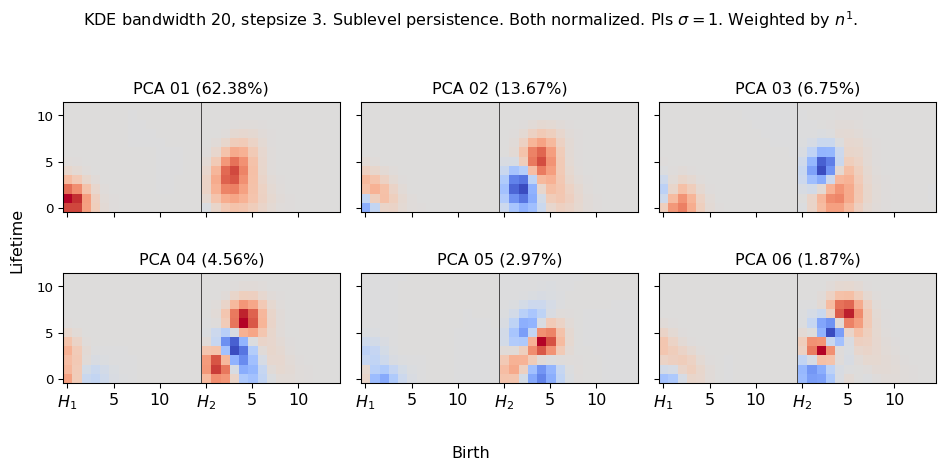 KDE bandwidth 20, stepsize 3. Sublevel persistence. Both normalized. PIs σ = 1. Weighted by n¹.
PCA 01 (62.38%) PCA 02 (13.67%) PCA 03 (6.75%)
10
5
0
PCA 04 (4.56%) PCA 05 (2.97%) PCA 06 (1.87%)
10
5
0
H₁ 5 10 H₂ 5 10 H₁ 5 10 H₂ 5 10 H₁ 5 10 H₂ 5 10
Lifetime
Birth